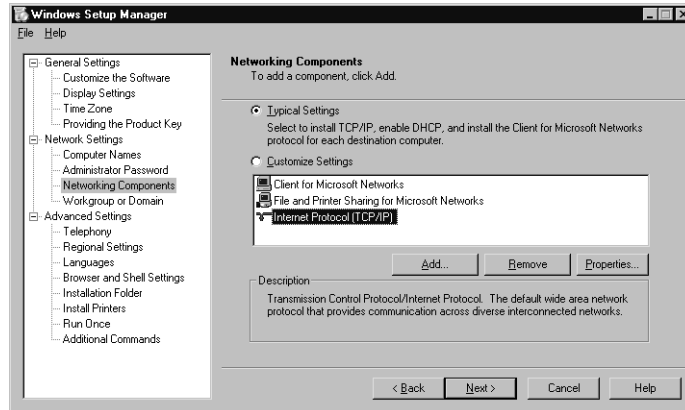 Windows Setup Manager
File Help
General Settings
Customize the Software
Display Settings
Time Zone
Providing the Product Key
Network Settings
Computer Names
Administrator Password
Networking Components
Workgroup or Domain
Advanced Settings
Telephony
Regional Settings
Languages
Browser and Shell Settings
Installation Folder
Install Printers
Run Once
Additional Commands
Networking Components
To add a component, click Add.
Typical Settings
Select to install TCP/IP, enable DHCP, and install the Client for Microsoft Networks
protocol for each destination computer.
Customize Settings
Client for Microsoft Networks
File and Printer Sharing for Microsoft Networks
Internet Protocol (TCP/IP)
Add... Remove Properties...
Description
Transmission Control Protocol/Internet Protocol. The default wide area network
protocol that provides communication across diverse interconnected networks.
< Back Next > Cancel Help